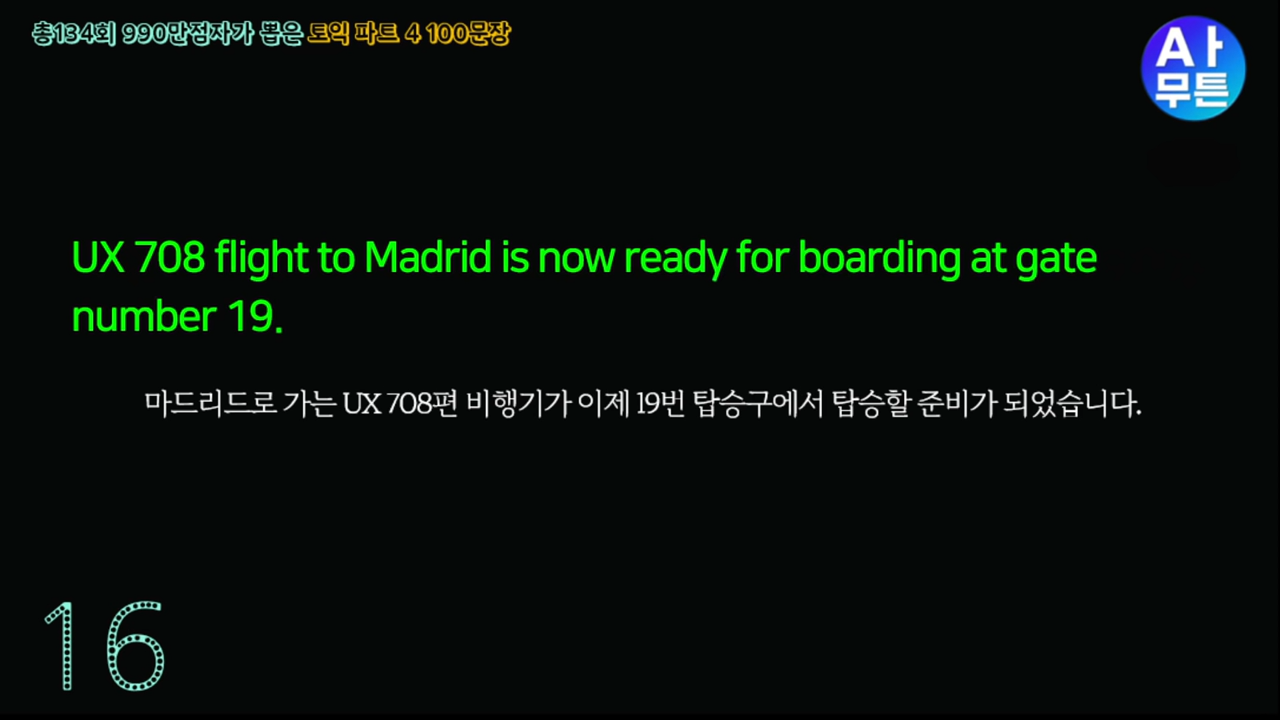 총134회 990만점자가 뽑은 토익 파트 4 100문장
사
무튼
UX 708 flight to Madrid is now ready for boarding at gate
number 19.
마드리드로 가는 UX 708편 비행기가 이제 19번 탑승구에서 탑승할 준비가 되었습니다.
16